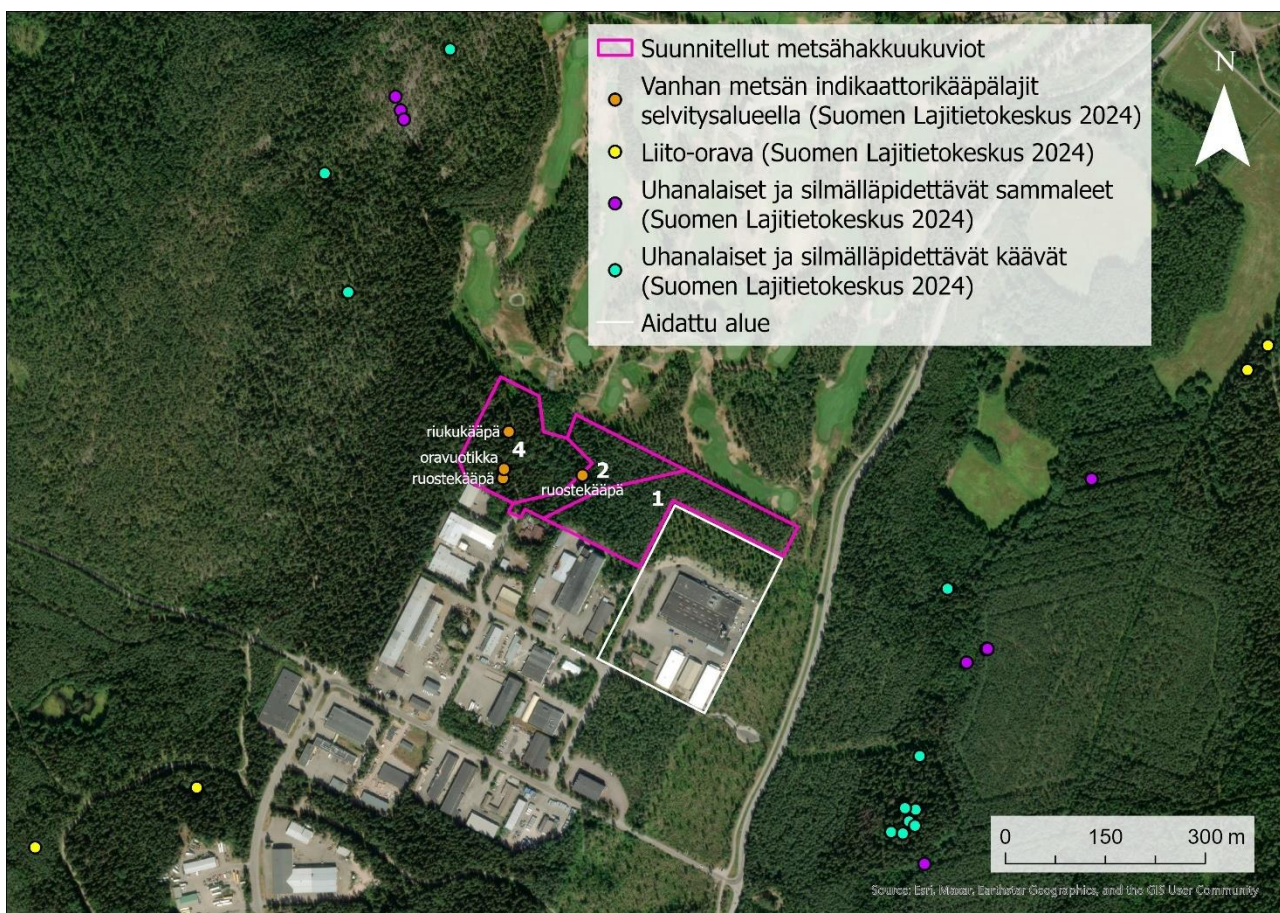 Suunnitellut metsähakkuukuviot
Vanhan metsän indikaattorikääpälajit
selvitysalueella (Suomen Lajitietokeskus 2024)
Liito-orava (Suomen Lajitietokeskus 2024)
Uhanalaiset ja silmälläpidettävät sammaleet
(Suomen Lajitietokeskus 2024)
Uhanalaiset ja silmälläpidettävät käävät
(Suomen Lajitietokeskus 2024)
Aidattu alue
N
riukukääpä
4
oravuotikka
ruostekääpä
2
ruostekääpä
1
0 150 300 m
Source: Esri, Maxar, Earthstar Geographics, and the GIS User Community